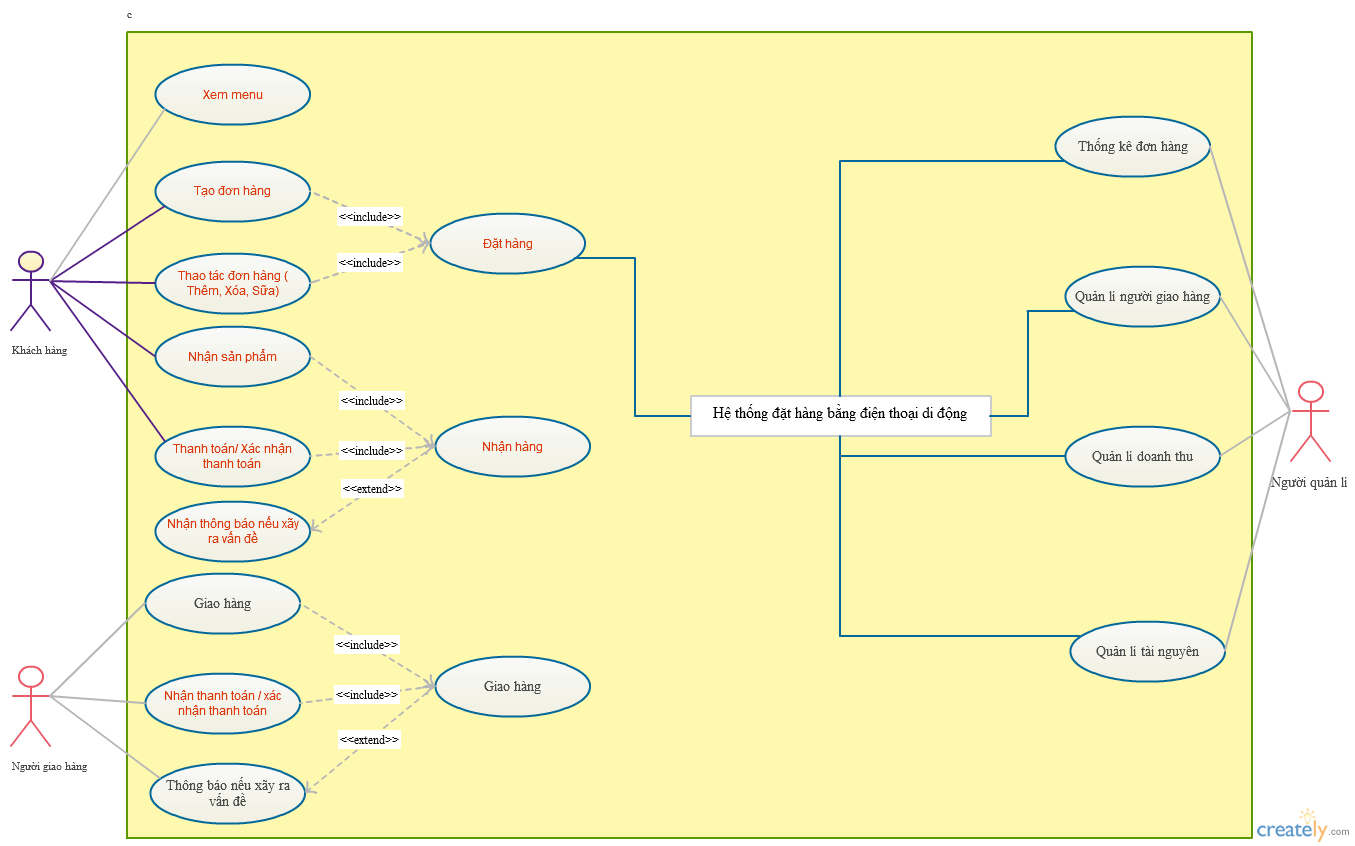 c
Xem menu
Tạo đơn hàng
<<include>>
Đặt hàng
<<include>>
Thao tác đơn hàng (
Thêm, Xóa, Sữa)
Khách hàng
Nhận sản phẩm
<<include>>
Thanh toán/ Xác nhận
thanh toán
<<include>>
Nhận hàng
<<extend>>
Nhận thông báo nếu xãy
ra vấn đề
Giao hàng
<<include>>
Nhận thanh toán / xác
nhận thanh toán
<<include>>
Giao hàng
<<extend>>
Người giao hàng
Thông báo nếu xãy ra
vấn đề
Hệ thống đặt hàng bằng điện thoại di động
Thống kê đơn hàng
Quản lí người giao hàng
Quản lí doanh thu
Người quản lí
Quản lí tài nguyên
creately.com